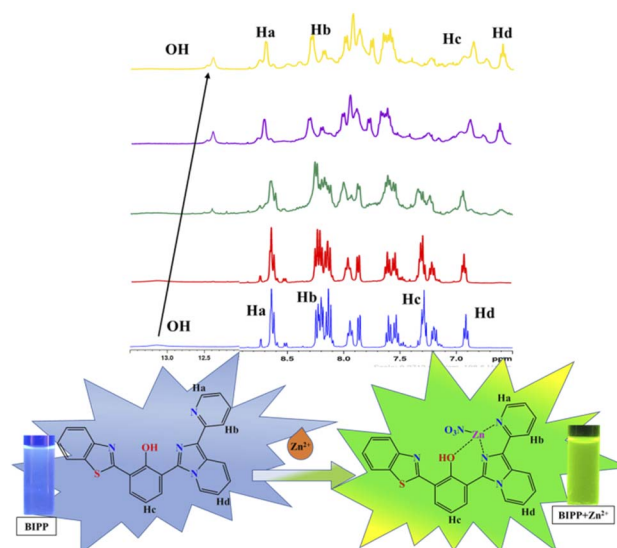 Ha
Hb
Hc
Hd
OH
Ha
Hb
Hc
Hd
OH
13.0
12.5
8.5
8.0
7.5
7.0
ppm
Ha
N
Hb
OH
N
N
N
S
Hc
Hd
BIPP
Zn²⁺
Ha
O₃N
Zn
N
Hb
HO
N
N
N
S
Hc
Hd
BIPP+Zn²⁺